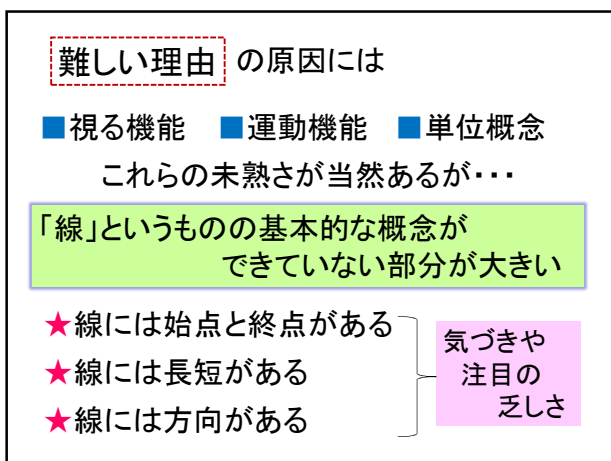 難しい理由 の原因には
■視る機能 ■運動機能 ■単位概念
これらの未熟さが当然あるが・・・
「線」というものの基本的な概念が
できていない部分が大きい
★線には始点と終点がある
★線には長短がある
★線には方向がある
気づきや
注目の
乏しさ